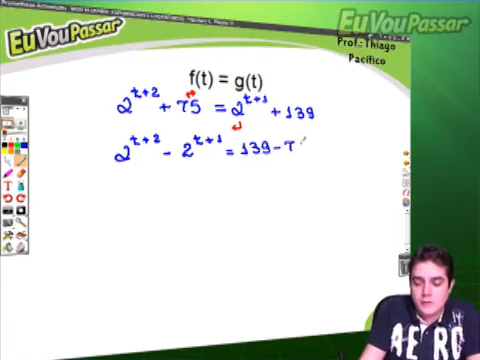 EuVouPassar
EuVouPassar
Prof.: Thiago
Pacífico
f(t) = g(t)
2^{t+2} + 75 = 2^{t+1} + 139
2^{t+2} - 2^{t+1} = 139 - 7
AERO